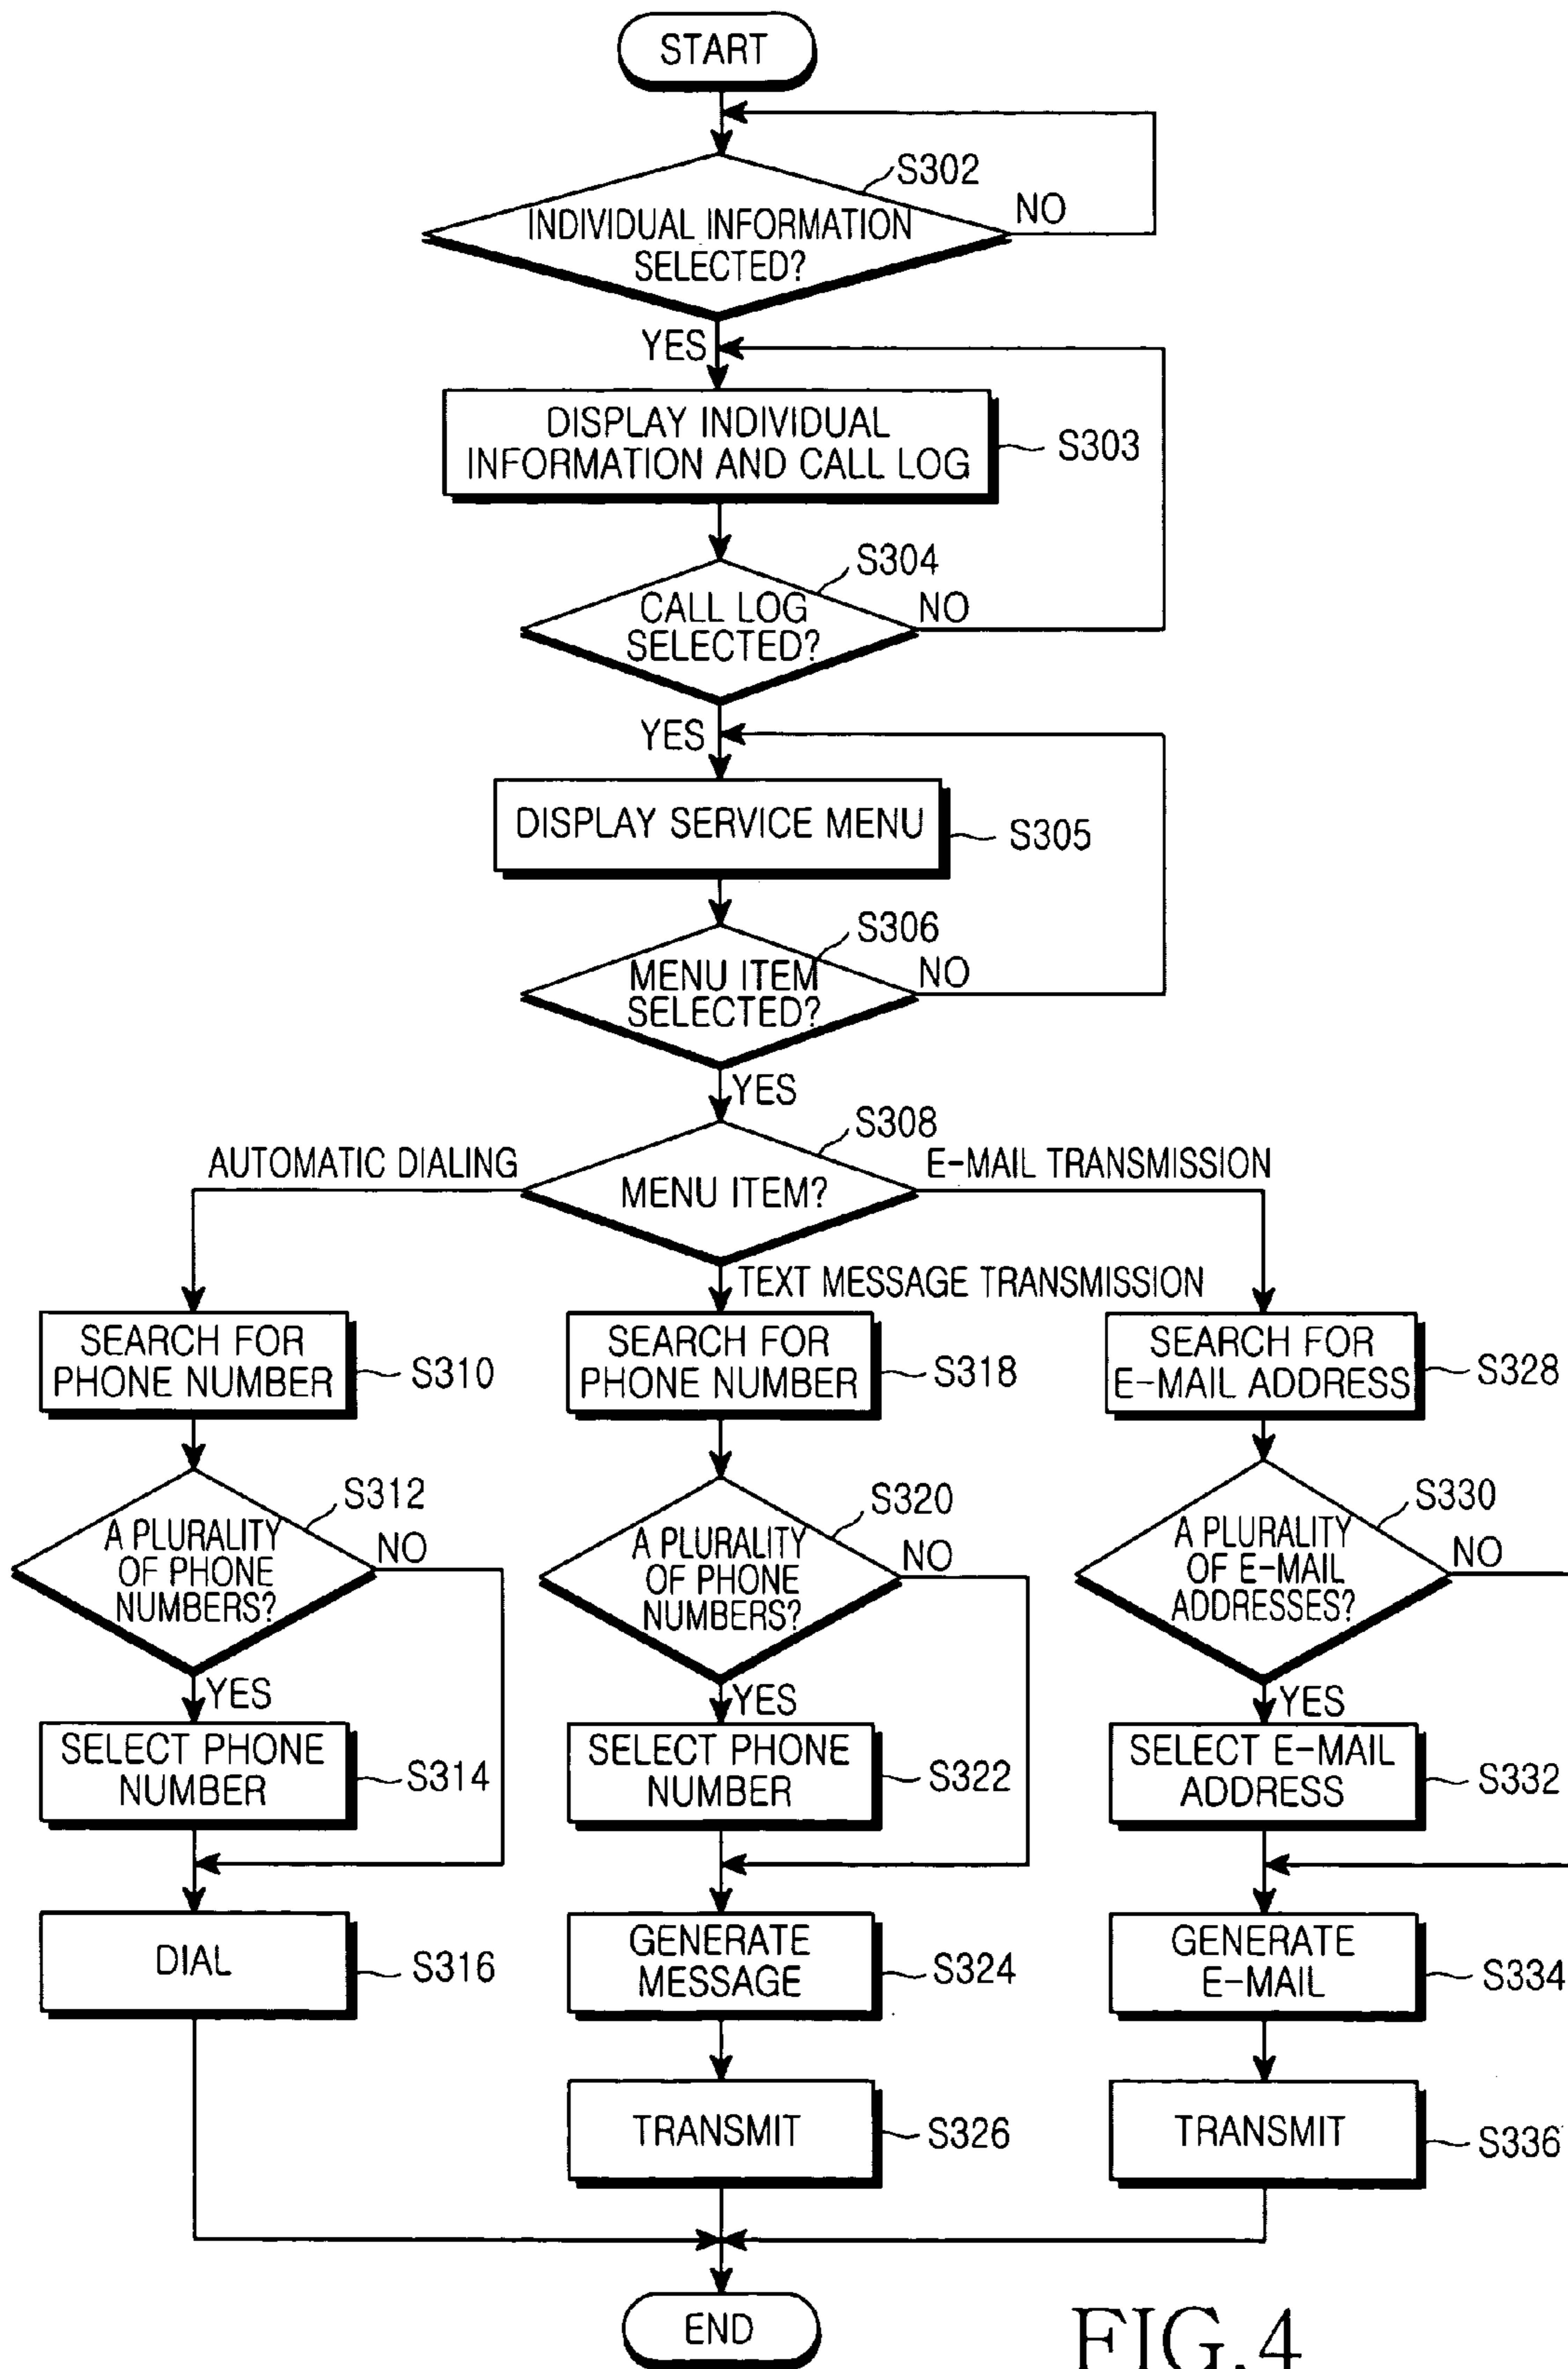 START
S302
NO
INDIVIDUAL INFORMATION
SELECTED?
YES
DISPLAY INDIVIDUAL
INFORMATION AND CALL LOG
S303
S304
NO
CALL LOG
SELECTED?
YES
DISPLAY SERVICE MENU
S305
S306
NO
MENU ITEM
SELECTED?
YES
S308
AUTOMATIC DIALING
E-MAIL TRANSMISSION
MENU ITEM?
TEXT MESSAGE TRANSMISSION
SEARCH FOR
PHONE NUMBER
S310
S312
A PLURALITY
OF PHONE
NUMBERS?
NO
YES
SELECT PHONE
NUMBER
S314
DIAL
S316
SEARCH FOR
PHONE NUMBER
S318
S320
A PLURALITY
OF PHONE
NUMBERS?
NO
YES
SELECT PHONE
NUMBER
S322
GENERATE
MESSAGE
S324
TRANSMIT
S326
SEARCH FOR
E-MAIL ADDRESS
S328
S330
A PLURALITY
OF E-MAIL
ADDRESSES?
NO
YES
SELECT E-MAIL
ADDRESS
S332
GENERATE
E-MAIL
S334
TRANSMIT
S336
END
FIG.4